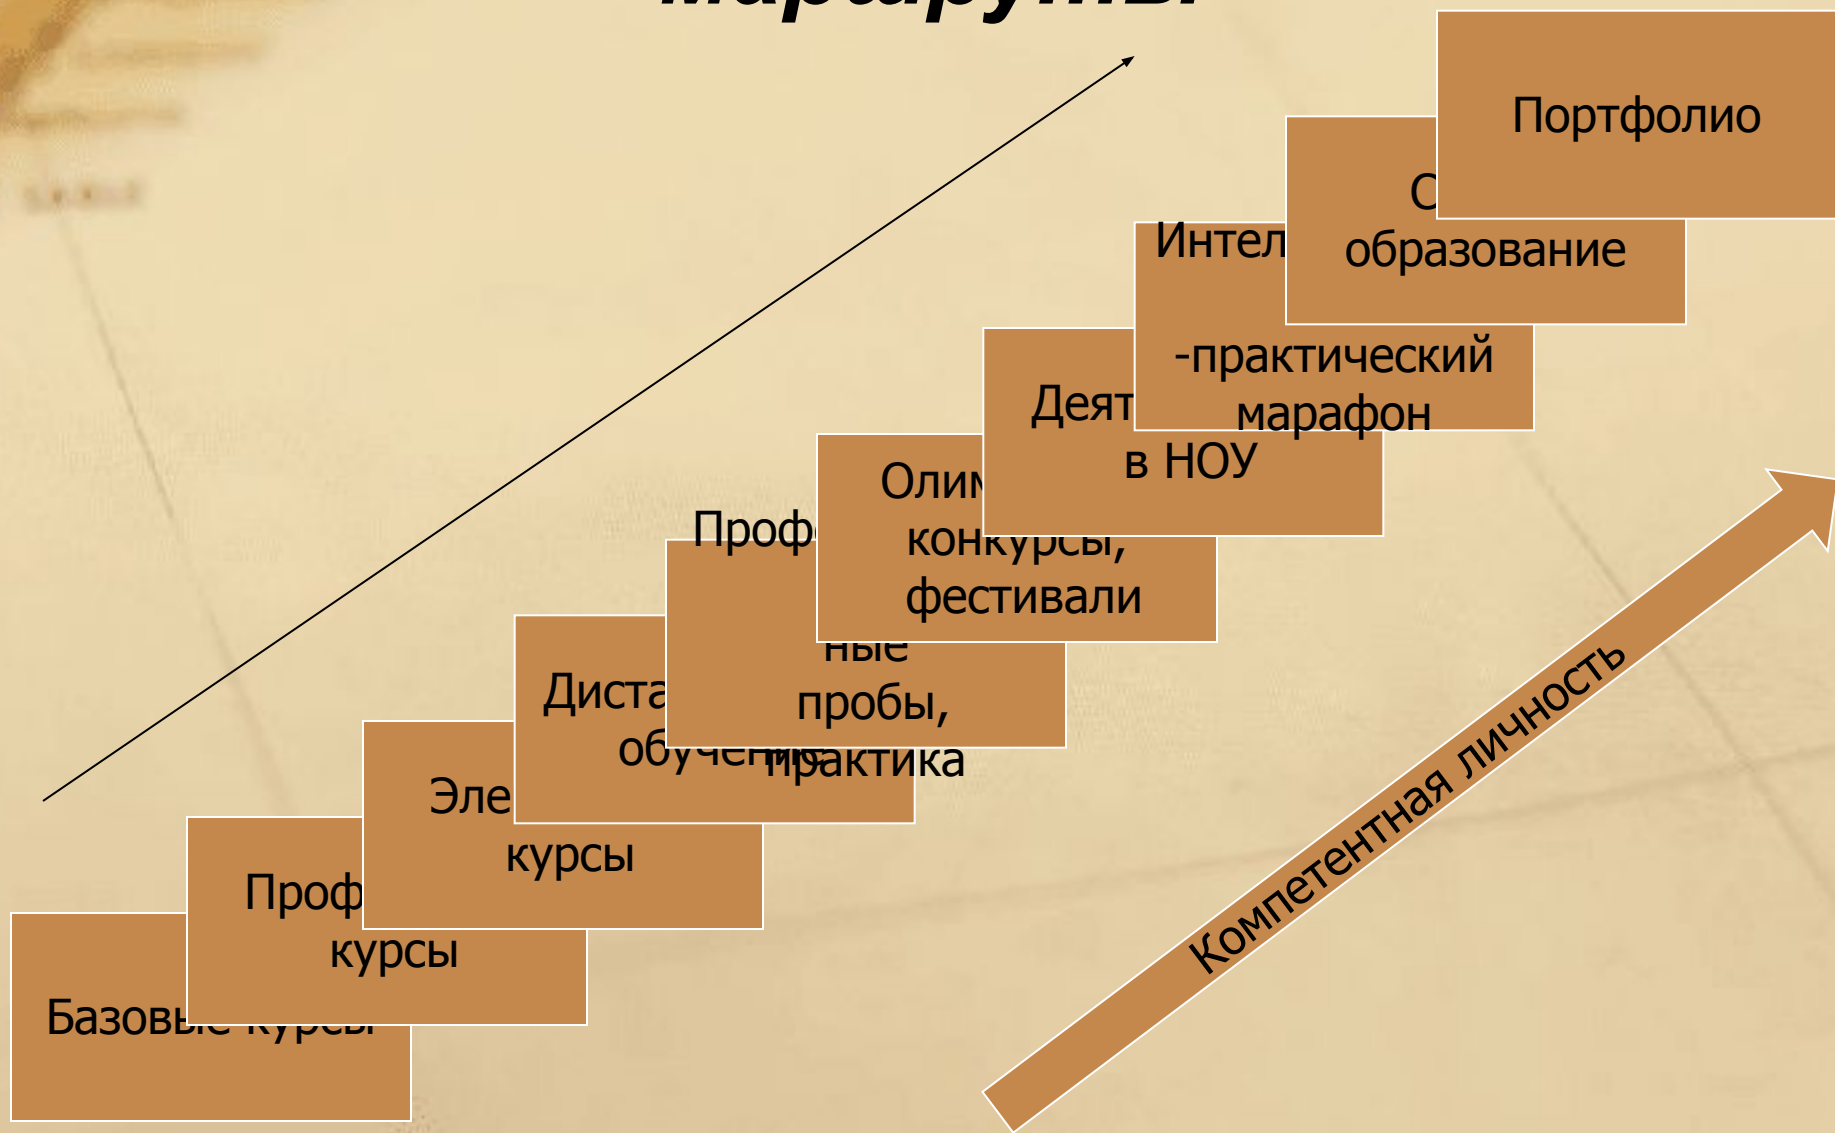 маршруты
Портфолио
С
образование
Интел
-практический
марафон
Деят
в НОУ
Олим
конкурсы,
фестивали
Проф
ные
пробы,
практика
Диста
обучение
Эле
курсы
Проф
курсы
Базовые курсы
Компетентная личность